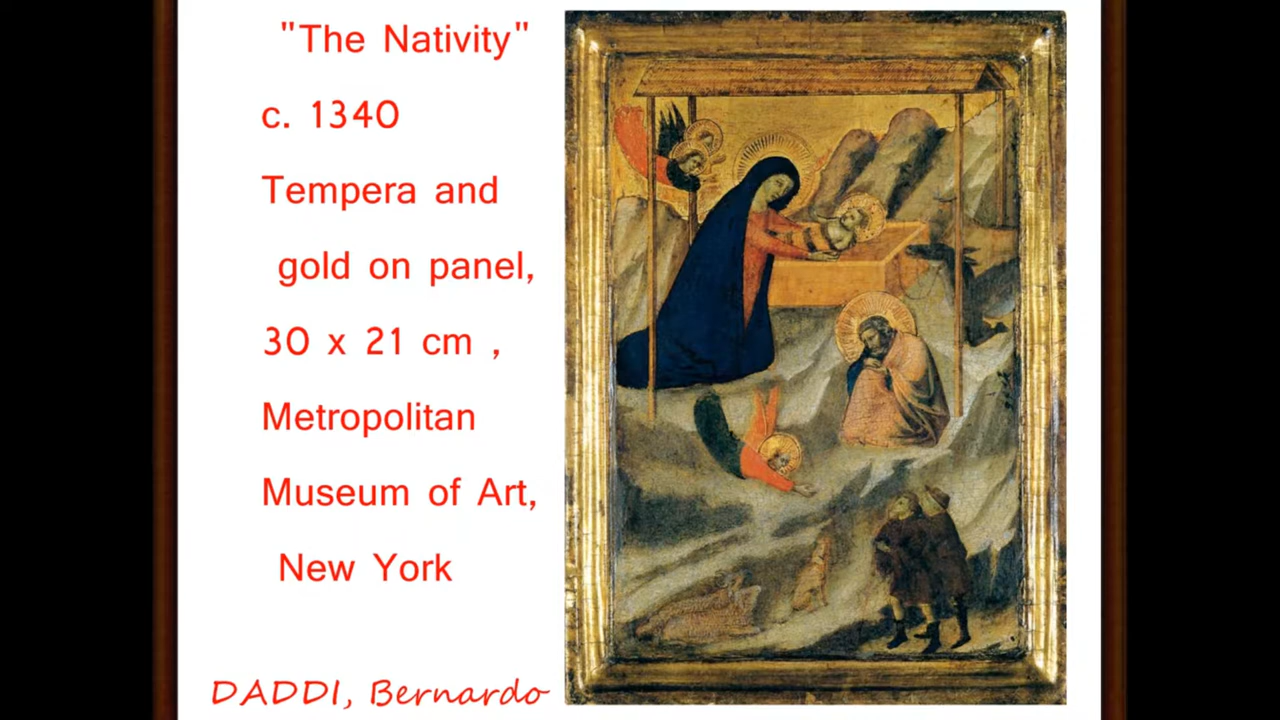 "The Nativity"
c. 1340
Tempera and
gold on panel,
30 x 21 cm ,
Metropolitan
Museum of Art,
New York
DADDI, Bernardo